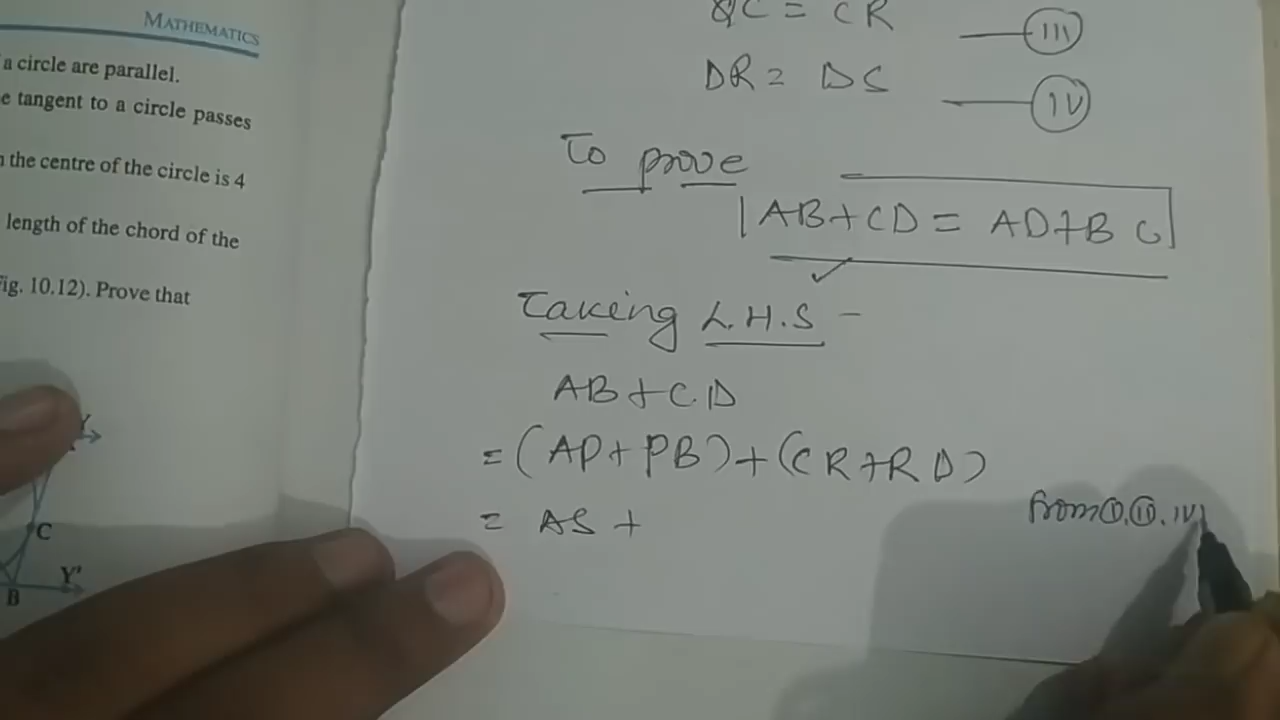 MATHEMATICS
a circle are parallel.
e tangent to a circle passes
the centre of the circle is 4
length of the chord of the
ig. 10.12). Prove that
C
Y'
B
QC = CR (III)
DR = DS (IV)
To prove
AB+CD = AD+BC
Taking L.H.S -
AB+C.D
= (AP+PB)+(CR+RD)
= AS +
from (I), (II), IV